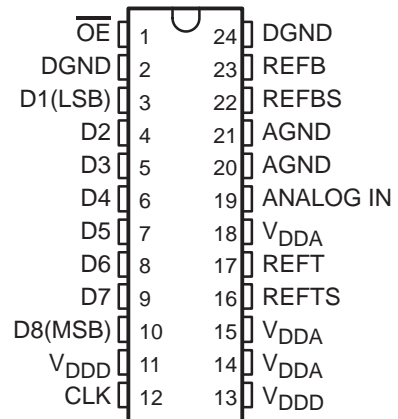 OE 1 24 DGND
DGND 2 23 REFB
D1(LSB) 3 22 REFBS
D2 4 21 AGND
D3 5 20 AGND
D4 6 19 ANALOG IN
D5 7 18 VDDA
D6 8 17 REFT
D7 9 16 REFTS
D8(MSB) 10 15 VDDA
VDDD 11 14 VDDA
CLK 12 13 VDDD